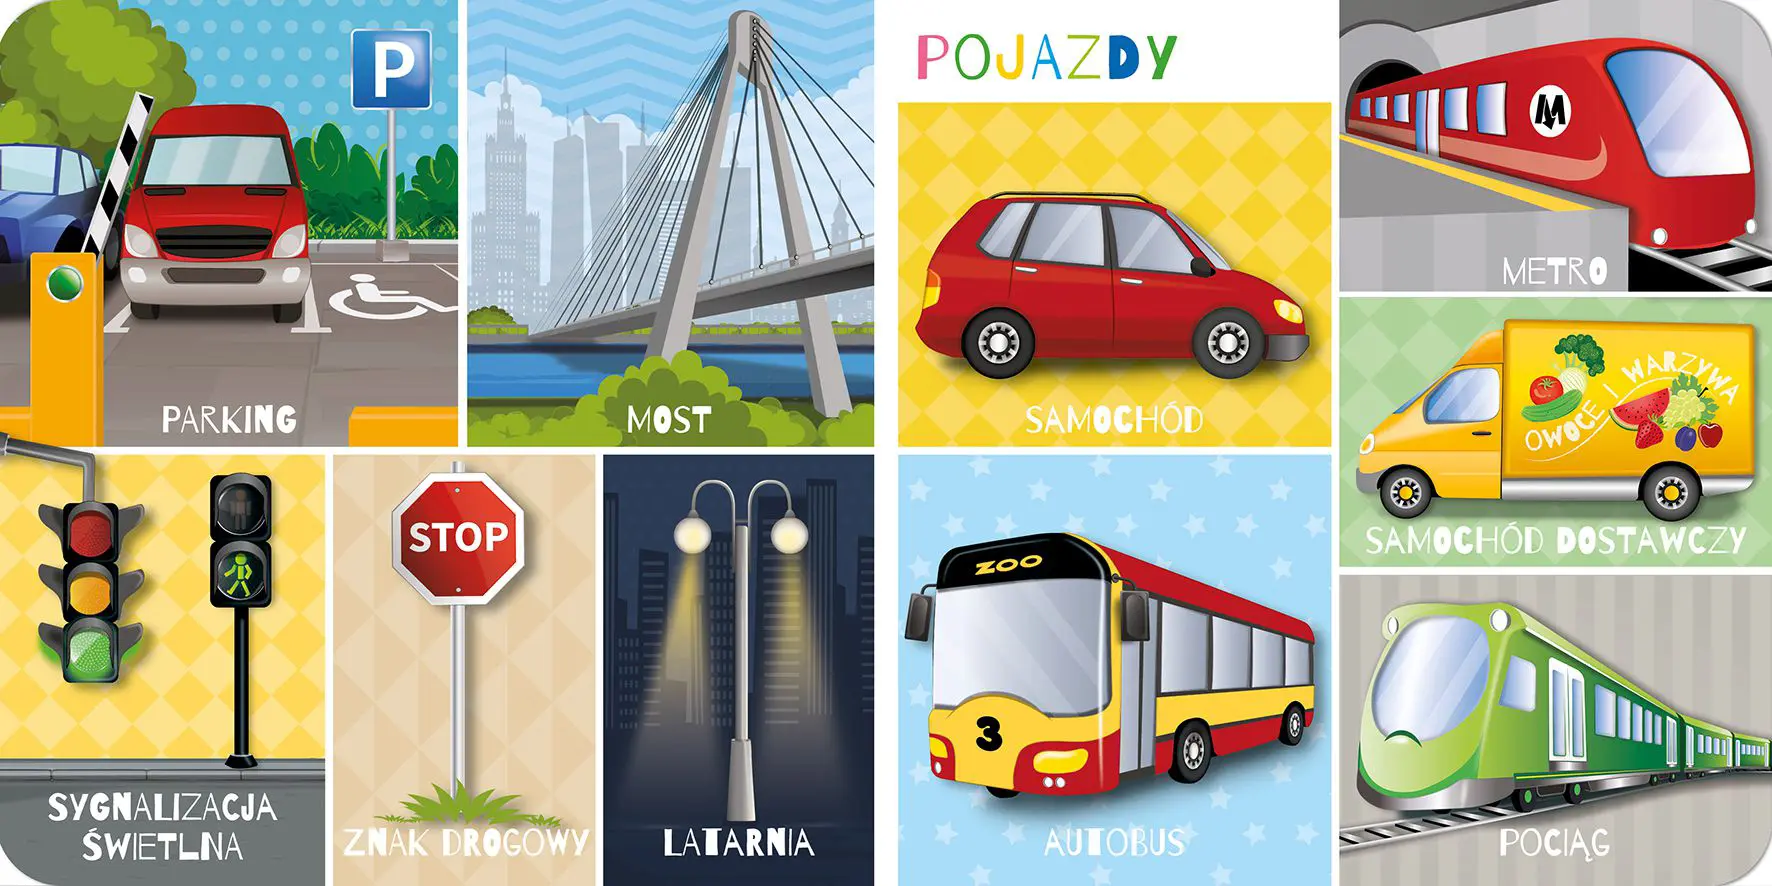 P
PARKING
MOST
SYGNALIZACJA
ŚWIETLNA
STOP
ZNAK DROGOWY
LATARNIA
POJAZDY
SAMOCHÓD
M
METRO
OWOCE I WARZYWA
SAMOCHÓD DOSTAWCZY
ZOO
3
AUTOBUS
POCIĄG